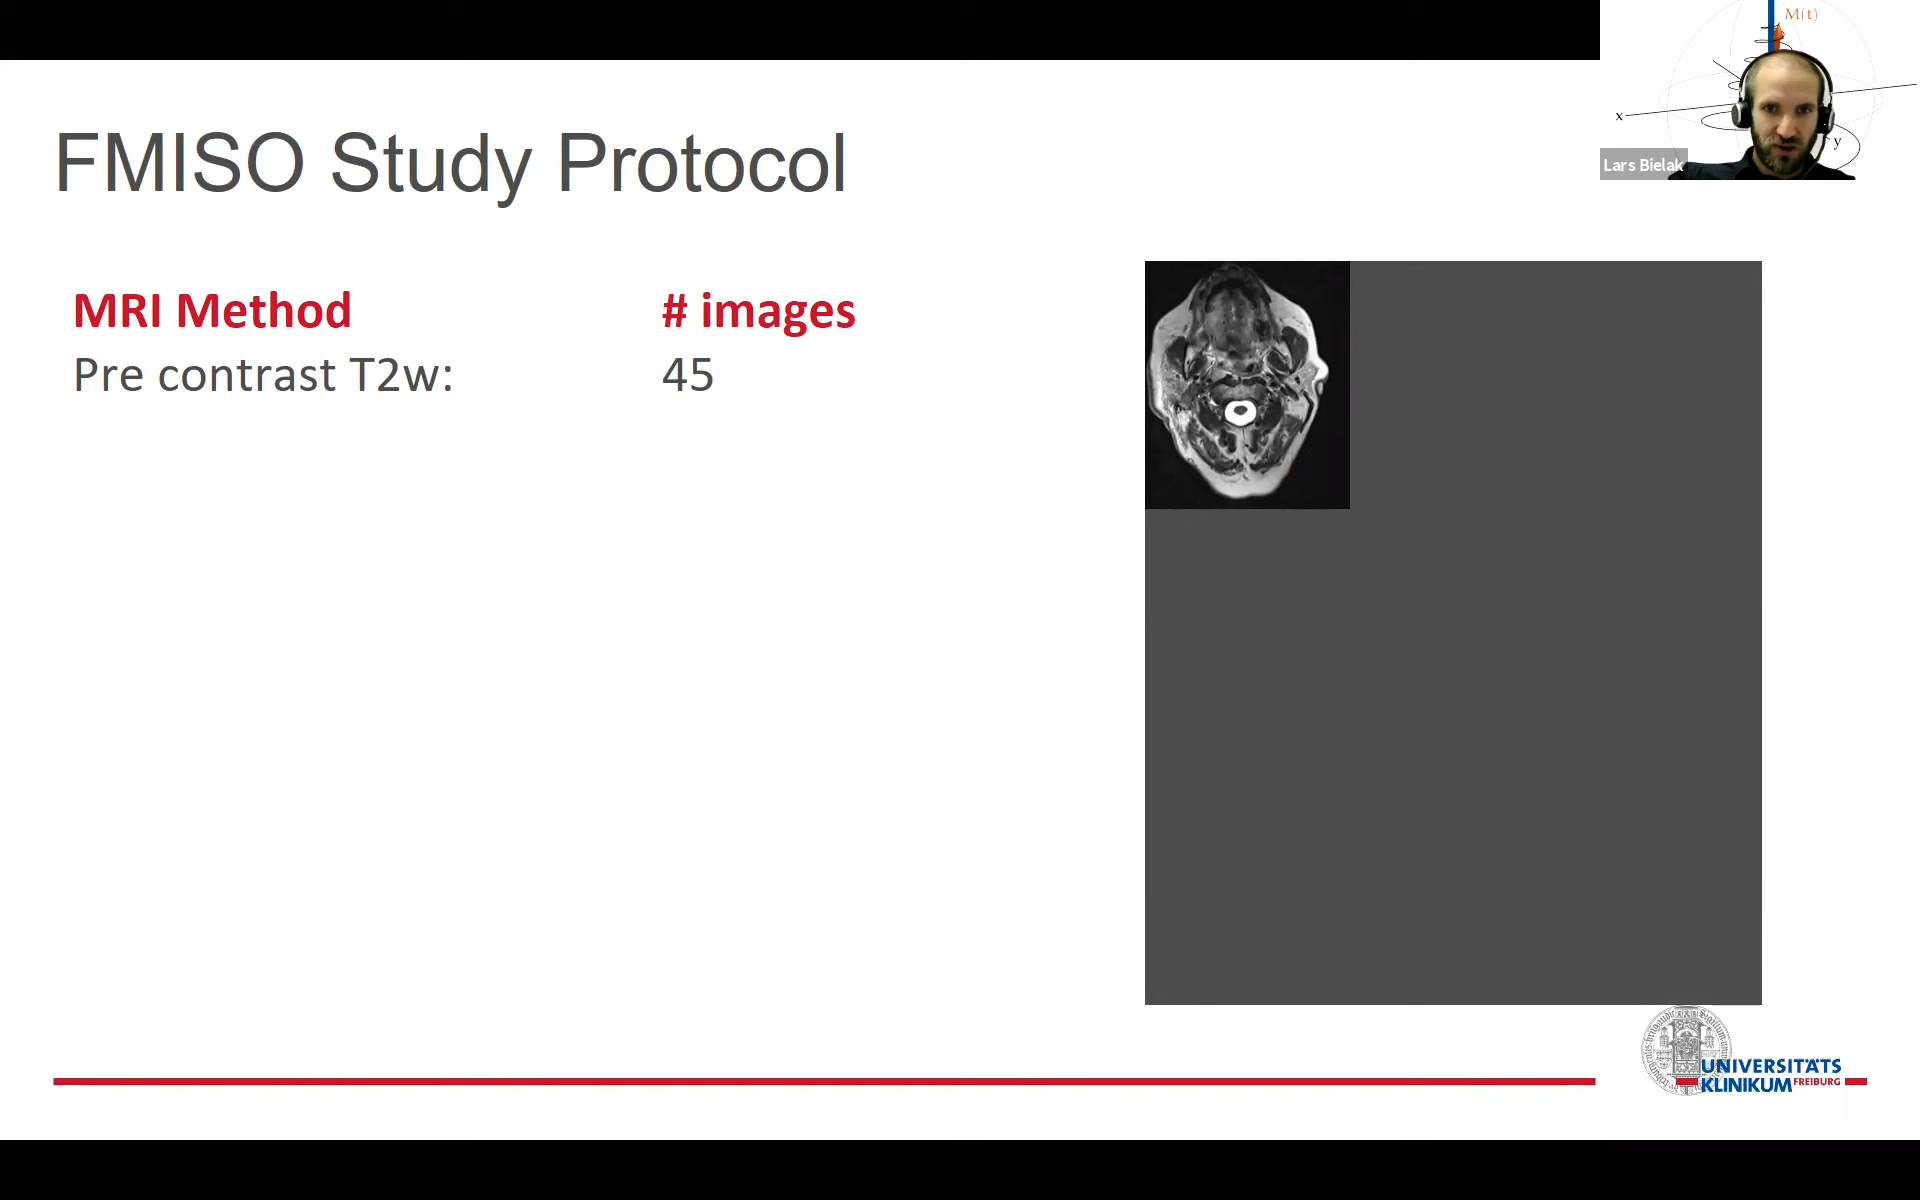 M(t)
x
y
Lars Bielak
FMISO Study Protocol
MRI Method # images
Pre contrast T2w: 45
UNIVERSITÄTS
KLINIKUM FREIBURG